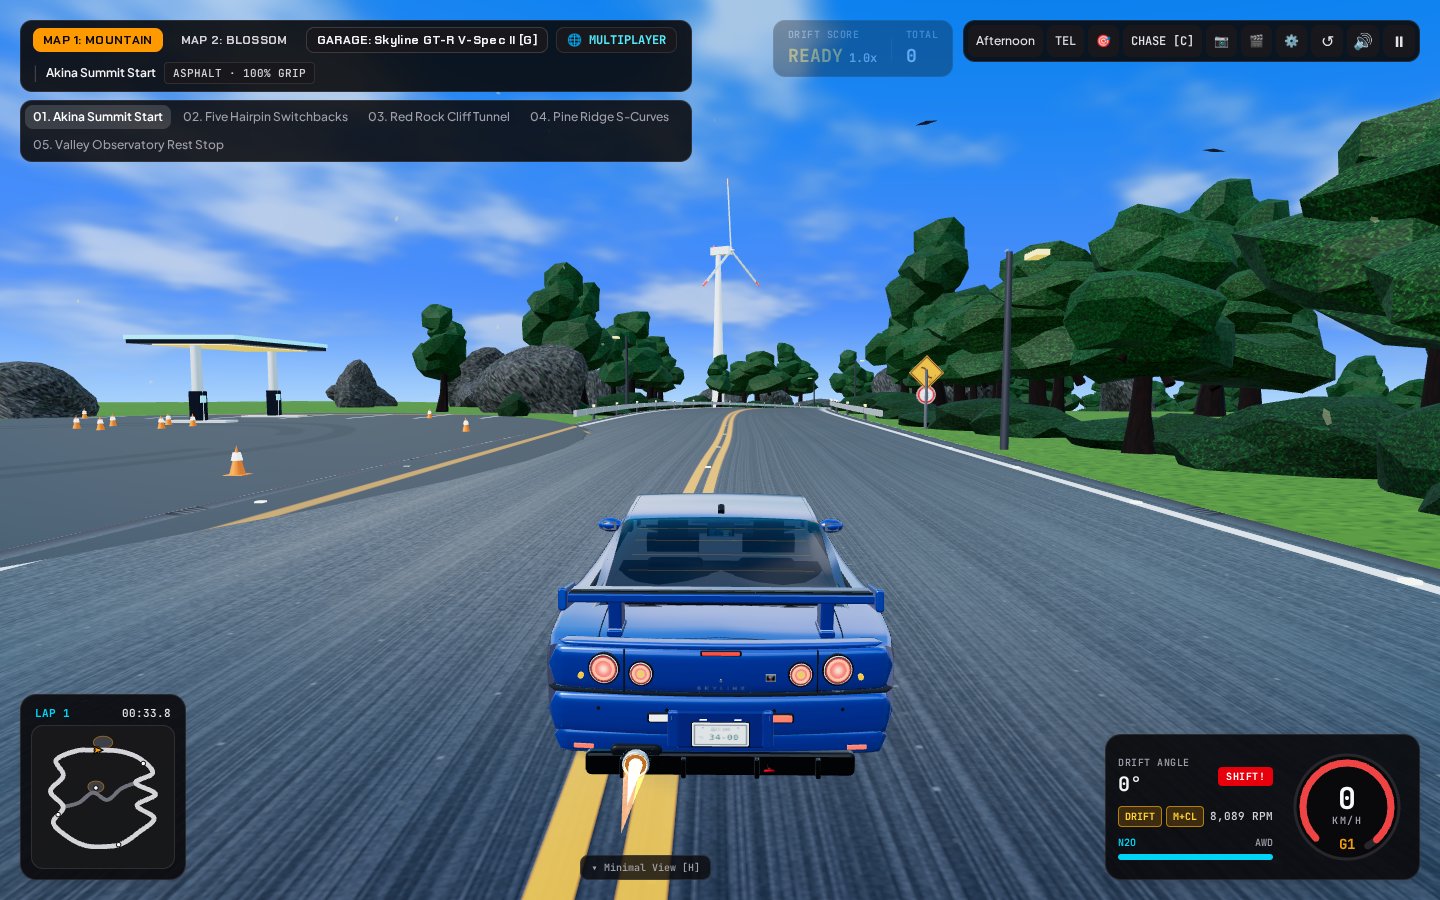 MAP 1: MOUNTAIN
MAP 2: BLOSSOM
GARAGE: Skyline GT-R V-Spec II [G]
🌐 MULTIPLAYER
Akina Summit Start
ASPHALT · 100% GRIP
01. Akina Summit Start
02. Five Hairpin Switchbacks
03. Red Rock Cliff Tunnel
04. Pine Ridge S-Curves
05. Valley Observatory Rest Stop
DRIFT SCORE
READY 1.0x
TOTAL
0
Afternoon
TEL
CHASE [C]
SKYLINE
34-00
LAP 1
00:33.8
▾ Minimal View [H]
DRIFT ANGLE
0°
SHIFT!
DRIFT
M+CL
8,089 RPM
N2O
AWD
0
KM/H
G1